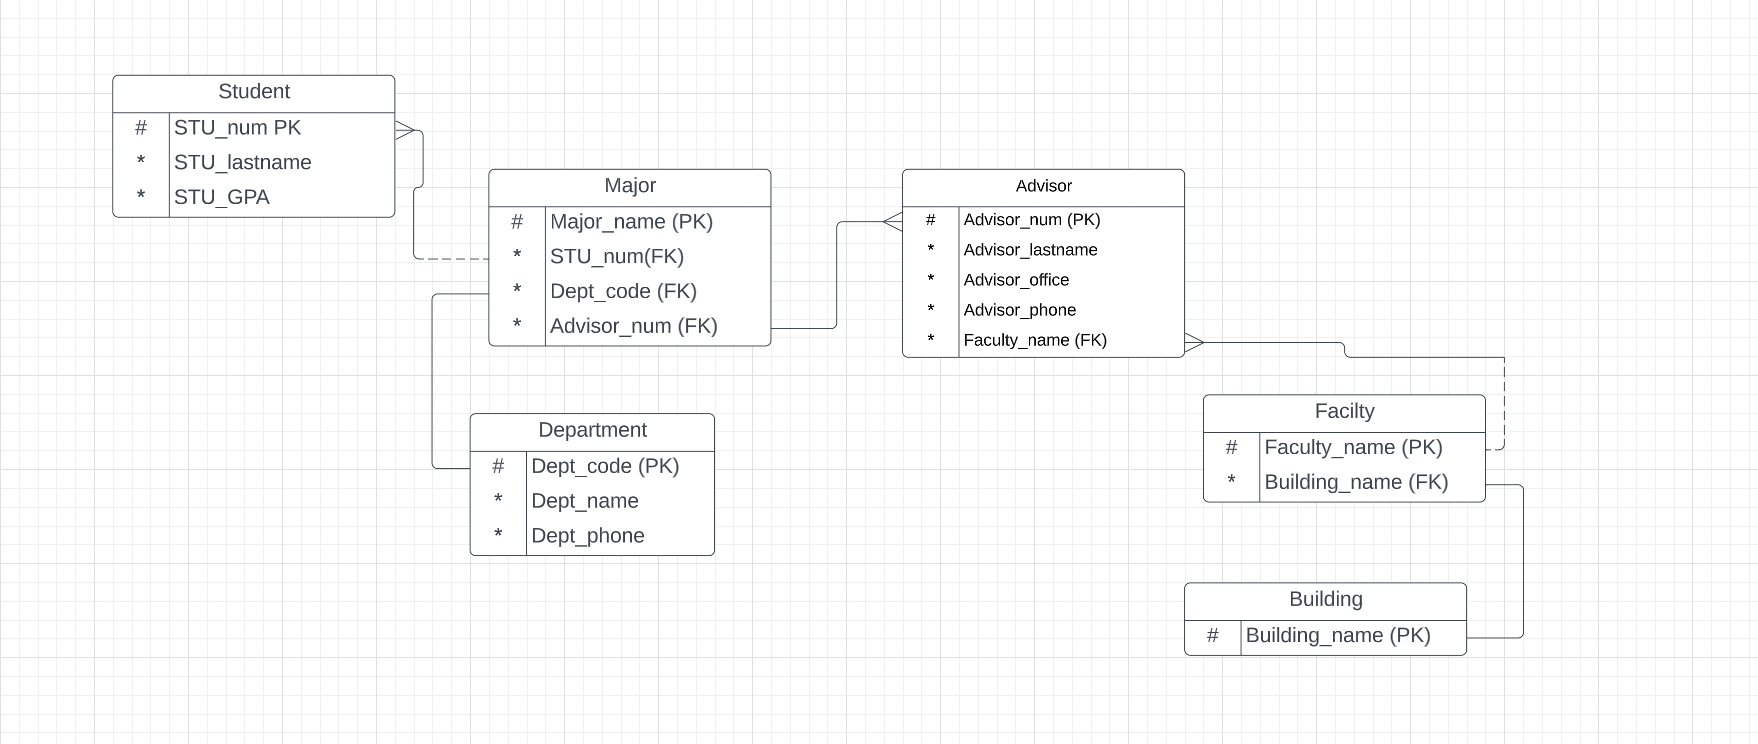 Student
# STU_num PK
* STU_lastname
* STU_GPA
Major
# Major_name (PK)
* STU_num(FK)
* Dept_code (FK)
* Advisor_num (FK)
Advisor
# Advisor_num (PK)
* Advisor_lastname
* Advisor_office
* Advisor_phone
* Faculty_name (FK)
Department
# Dept_code (PK)
* Dept_name
* Dept_phone
Facilty
# Faculty_name (PK)
* Building_name (FK)
Building
# Building_name (PK)